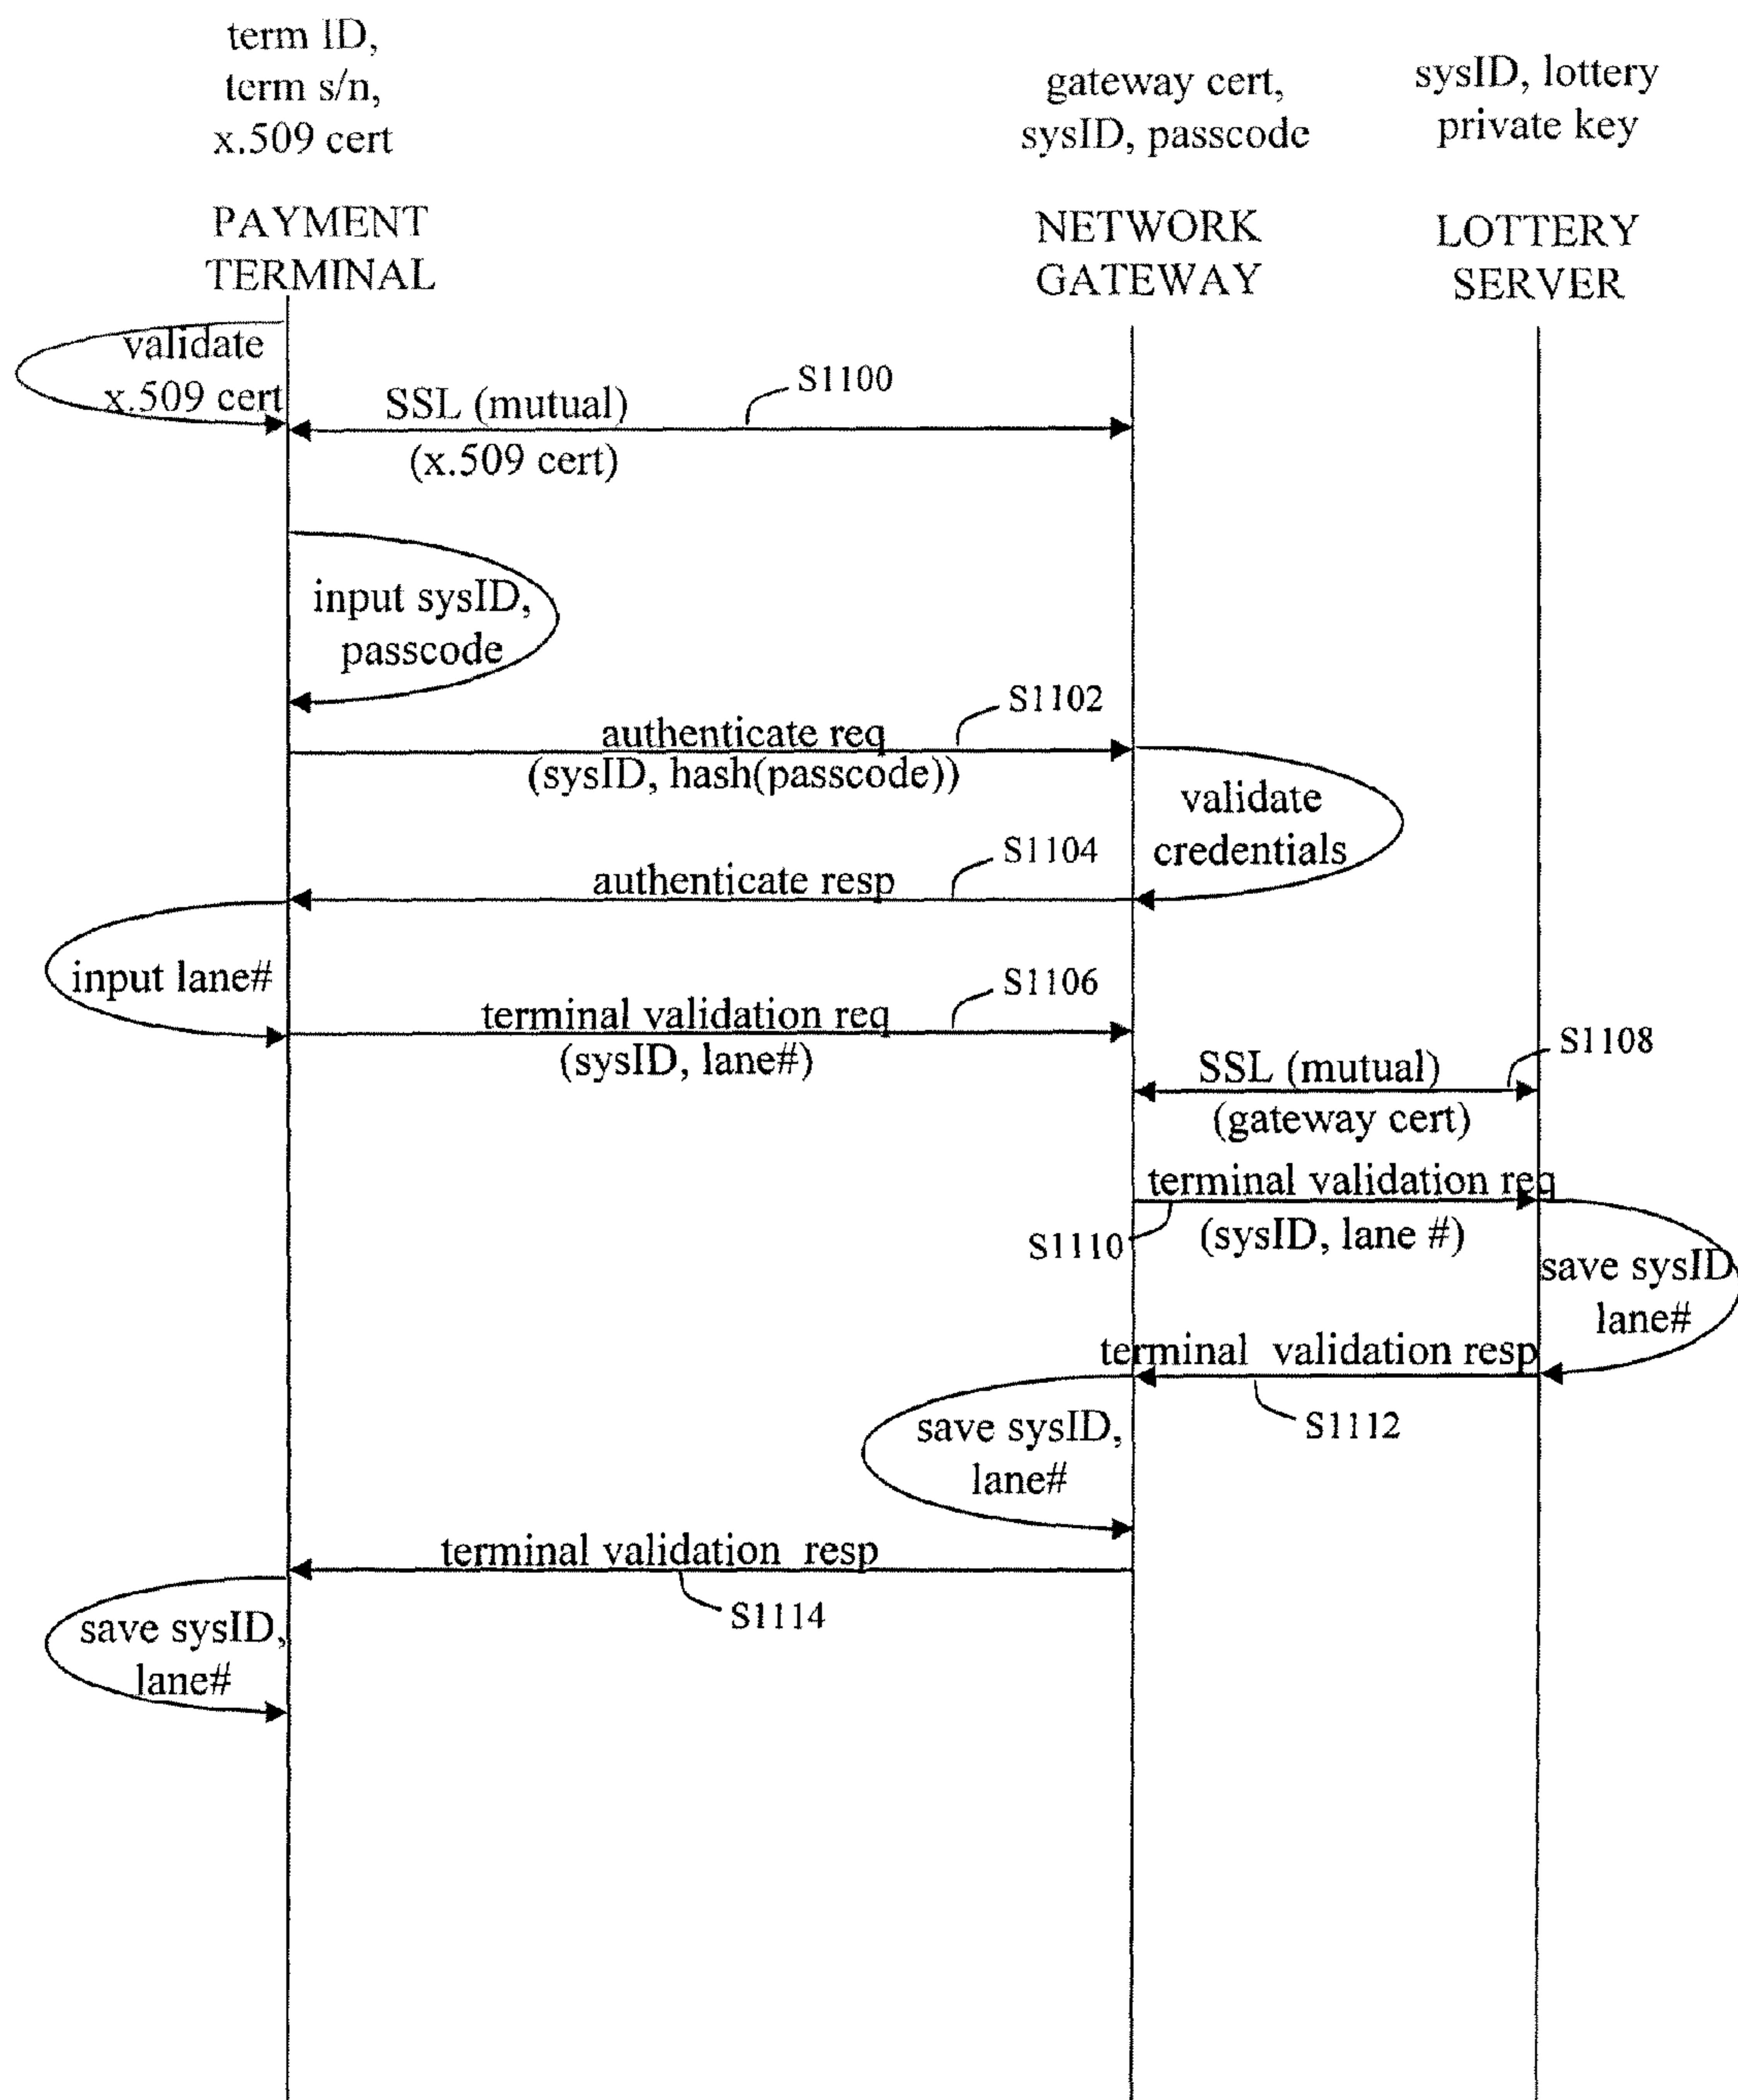 term ID,
term s/n,
x.509 cert
gateway cert,
sysID, passcode
sysID, lottery
private key
PAYMENT
TERMINAL
NETWORK
GATEWAY
LOTTERY
SERVER
validate
x.509 cert
SSL (mutual)
(x.509 cert)
S1100
input sysID,
passcode
S1102
authenticate req
(sysID, hash(passcode))
validate
credentials
S1104
authenticate resp
input lane#
S1106
terminal validation req
(sysID, lane#)
S1108
SSL (mutual)
(gateway cert)
terminal validation req
(sysID, lane #)
S1110
save sysID
lane#
terminal validation resp
S1112
save sysID,
lane#
terminal validation resp
S1114
save sysID,
lane#